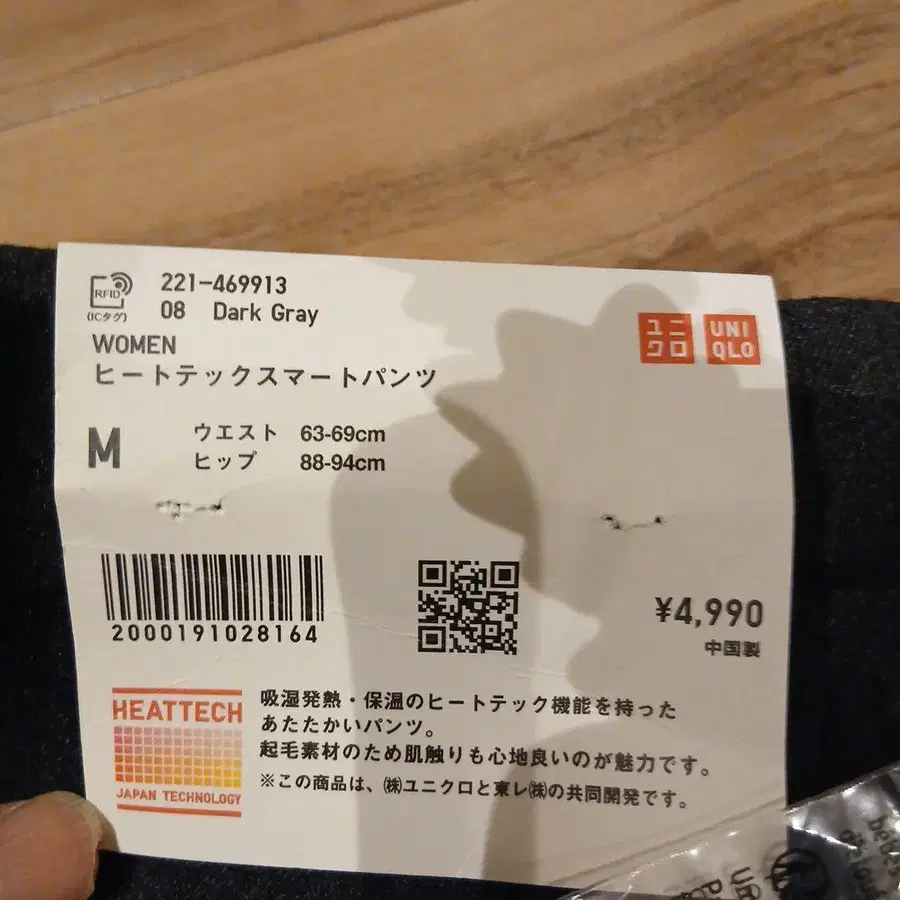 RFID
(ICタグ)
221-469913
08 Dark Gray
WOMEN
ヒートテックスマートパンツ
ユニ
クロ
UNI
QLO
M
ウエスト 63-69cm
ヒップ 88-94cm
2000191028164
¥4,990
中国製
HEATTECH
JAPAN TECHNOLOGY
吸湿発熱・保温のヒートテック機能を持った
あたたかいパンツ。
起毛素材のため肌触りも心地良いのが魅力です。
※この商品は、㈱ユニクロと東レ㈱の共同開発です。